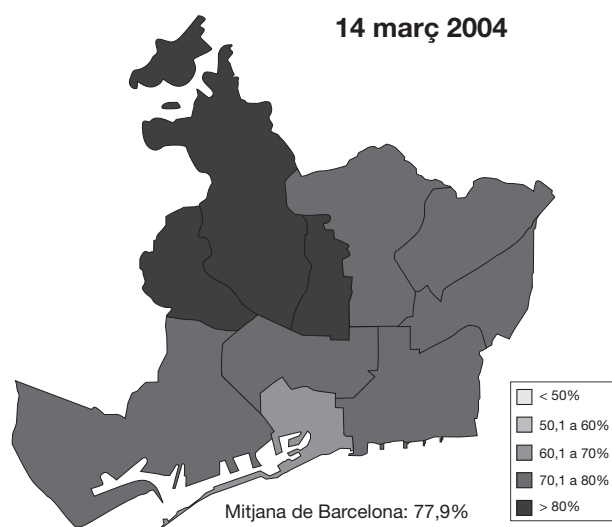 14 març 2004
< 50%
50,1 a 60%
60,1 a 70%
70,1 a 80%
> 80%
Mitjana de Barcelona: 77,9%